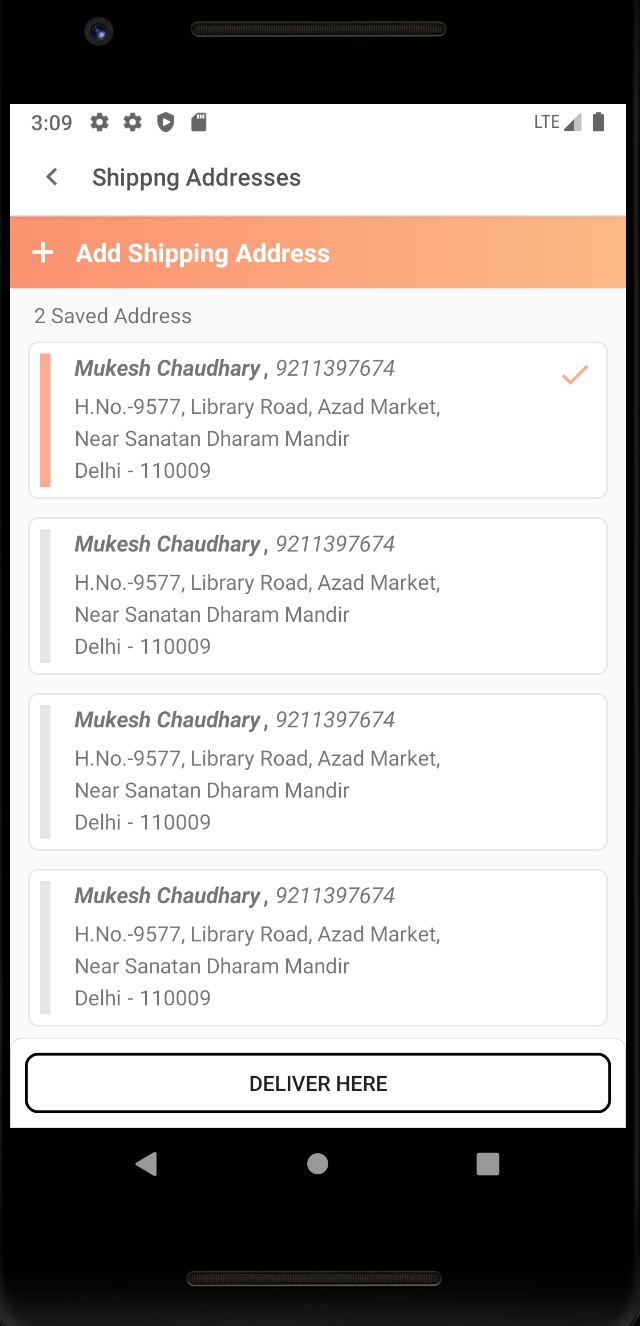 3:09 LTE
Shippng Addresses
Add Shipping Address
2 Saved Address
Mukesh Chaudhary, 9211397674
H.No.-9577, Library Road, Azad Market,
Near Sanatan Dharam Mandir
Delhi - 110009
Mukesh Chaudhary, 9211397674
H.No.-9577, Library Road, Azad Market,
Near Sanatan Dharam Mandir
Delhi - 110009
Mukesh Chaudhary, 9211397674
H.No.-9577, Library Road, Azad Market,
Near Sanatan Dharam Mandir
Delhi - 110009
Mukesh Chaudhary, 9211397674
H.No.-9577, Library Road, Azad Market,
Near Sanatan Dharam Mandir
Delhi - 110009
DELIVER HERE